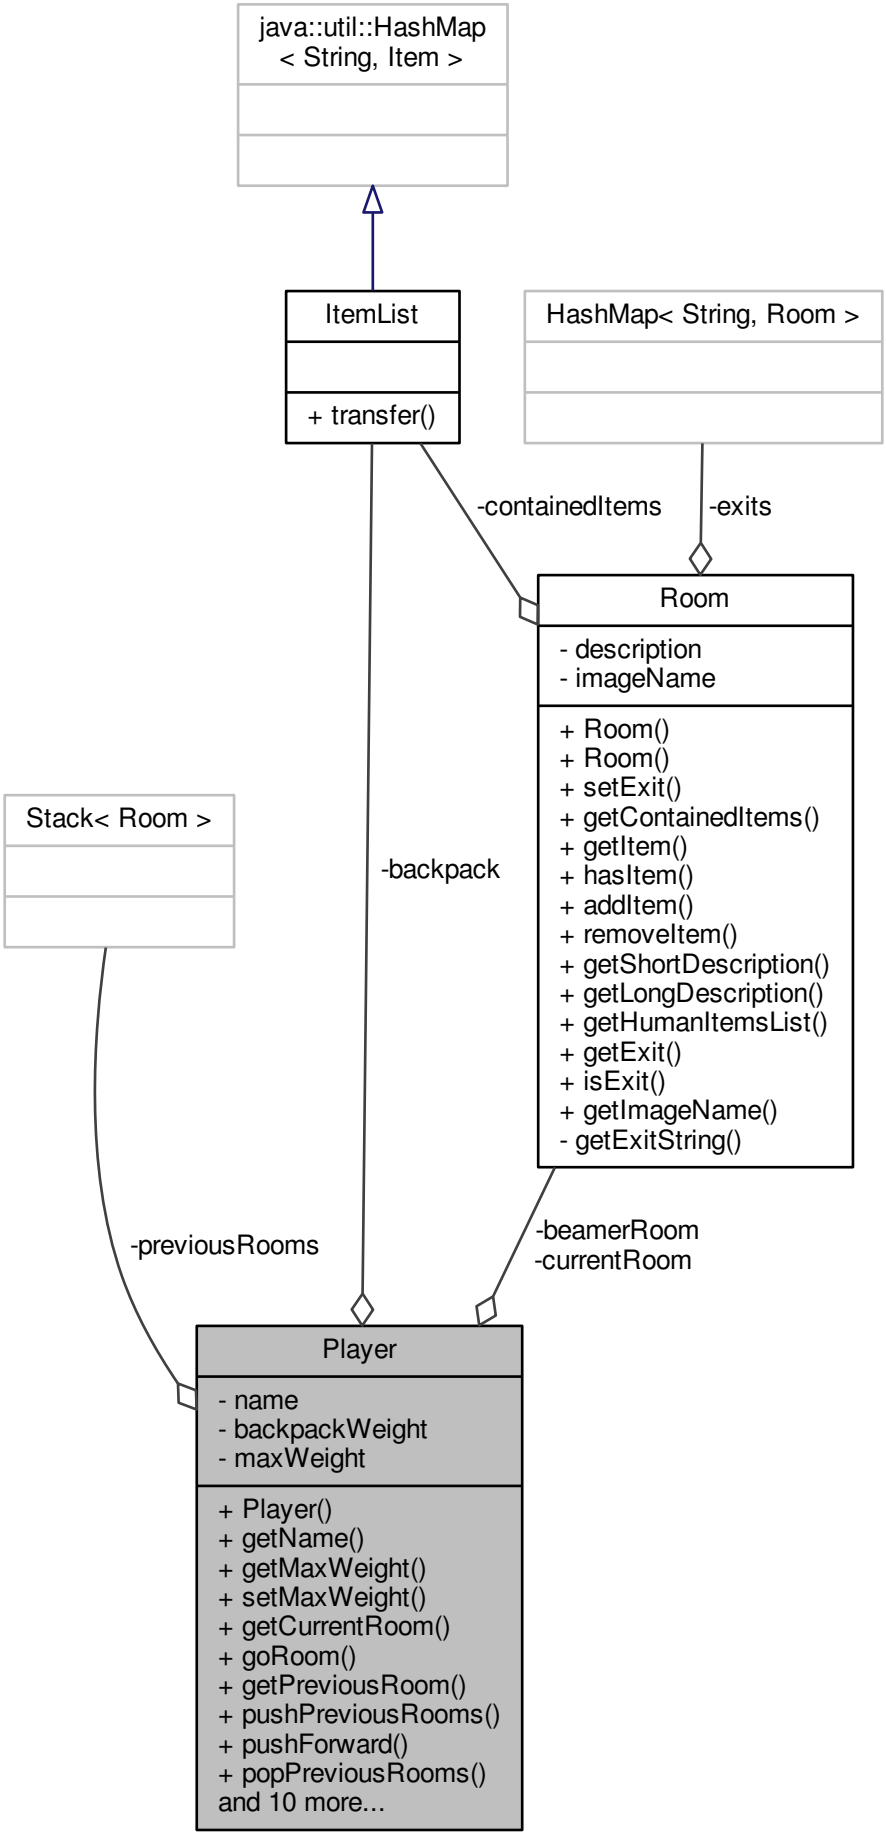 java::util::HashMap
< String, Item >
ItemList
+ transfer()
HashMap< String, Room >
-containedItems
-exits
Room
- description
- imageName
+ Room()
+ Room()
+ setExit()
+ getContainedItems()
+ getItem()
+ hasItem()
+ addItem()
+ removeItem()
+ getShortDescription()
+ getLongDescription()
+ getHumanItemsList()
+ getExit()
+ isExit()
+ getImageName()
- getExitString()
Stack< Room >
-backpack
-previousRooms
-beamerRoom
-currentRoom
Player
- name
- backpackWeight
- maxWeight
+ Player()
+ getName()
+ getMaxWeight()
+ setMaxWeight()
+ getCurrentRoom()
+ goRoom()
+ getPreviousRoom()
+ pushPreviousRooms()
+ pushForward()
+ popPreviousRooms()
and 10 more...